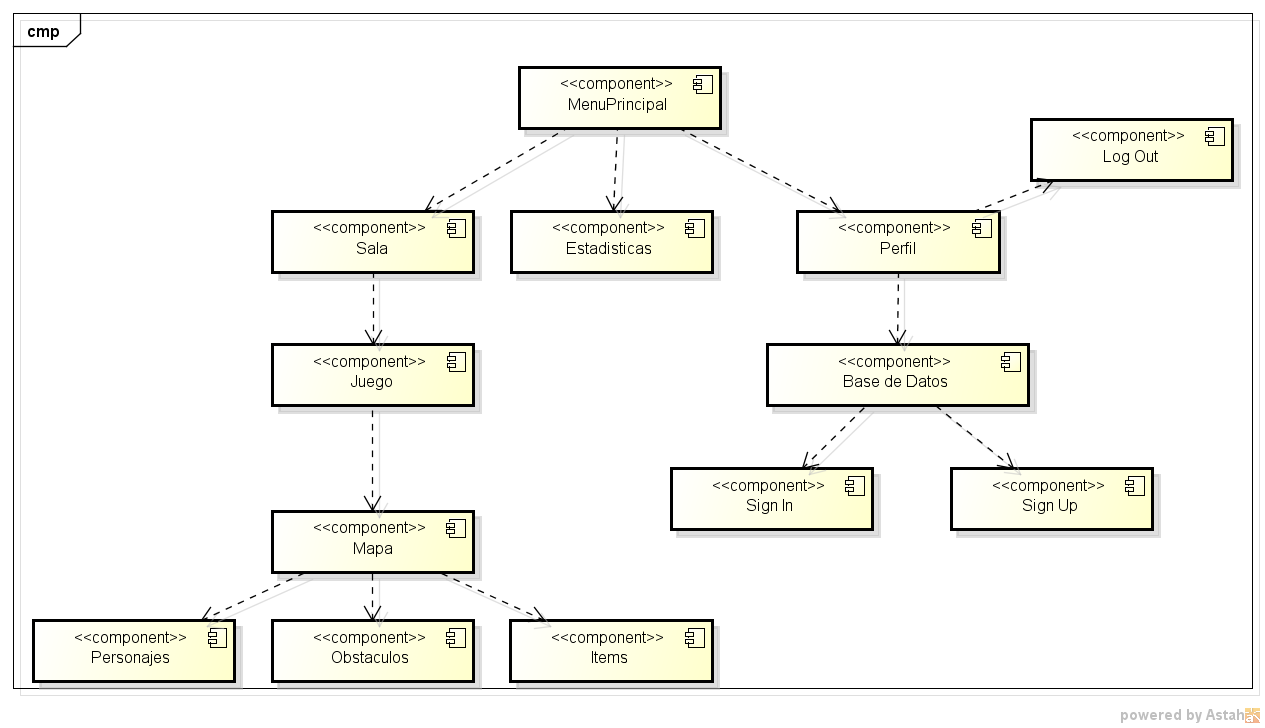 cmp
<<component>>
MenuPrincipal
<<component>>
Log Out
<<component>>
Sala
<<component>>
Estadisticas
<<component>>
Perfil
<<component>>
Juego
<<component>>
Base de Datos
<<component>>
Sign In
<<component>>
Sign Up
<<component>>
Mapa
<<component>>
Personajes
<<component>>
Obstaculos
<<component>>
Items
powered by Astah